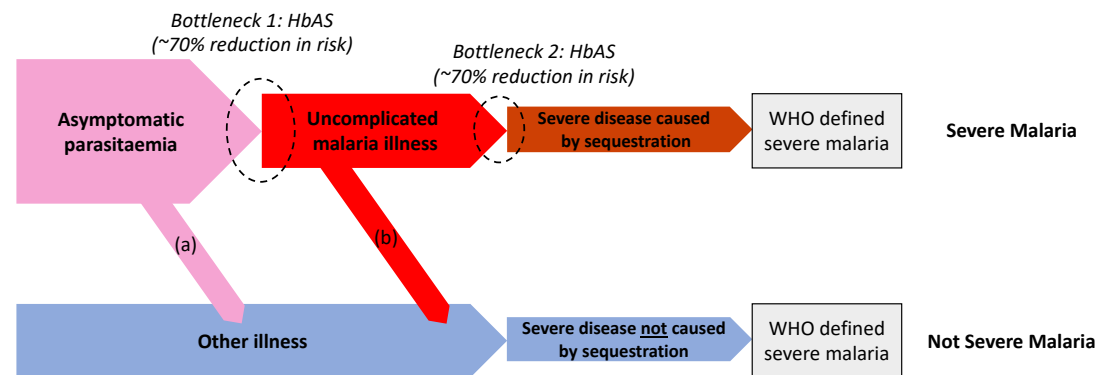 Bottleneck 1: HbAS
(~70% reduction in risk)
Bottleneck 2: HbAS
(~70% reduction in risk)
Asymptomatic
parasitaemia
Uncomplicated
malaria illness
Severe disease caused
by sequestration
WHO defined
severe malaria
Severe Malaria
(a)
(b)
Other illness
Severe disease not caused
by sequestration
WHO defined
severe malaria
Not Severe Malaria